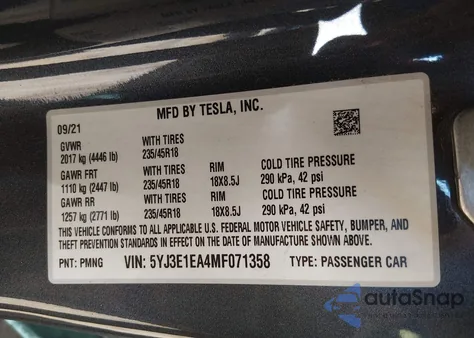 MFD BY TESLA, INC.
09/21
GVWR WITH TIRES
2017 kg (4446 lb) 235/45R18
GAWR FRT WITH TIRES RIM COLD TIRE PRESSURE
1110 kg (2447 lb) 235/45R18 18X8.5J 290 kPa, 42 psi
GAWR RR WITH TIRES RIM COLD TIRE PRESSURE
1257 kg (2771 lb) 235/45R18 18X8.5J 290 kPa, 42 psi
THIS VEHICLE CONFORMS TO ALL APPLICABLE U.S. FEDERAL MOTOR VEHICLE SAFETY, BUMPER, AND
THEFT PREVENTION STANDARDS IN EFFECT ON THE DATE OF MANUFACTURE SHOWN ABOVE.
PNT: PMNG VIN: 5YJ3E1EA4MF071358 TYPE: PASSENGER CAR
autoSnap